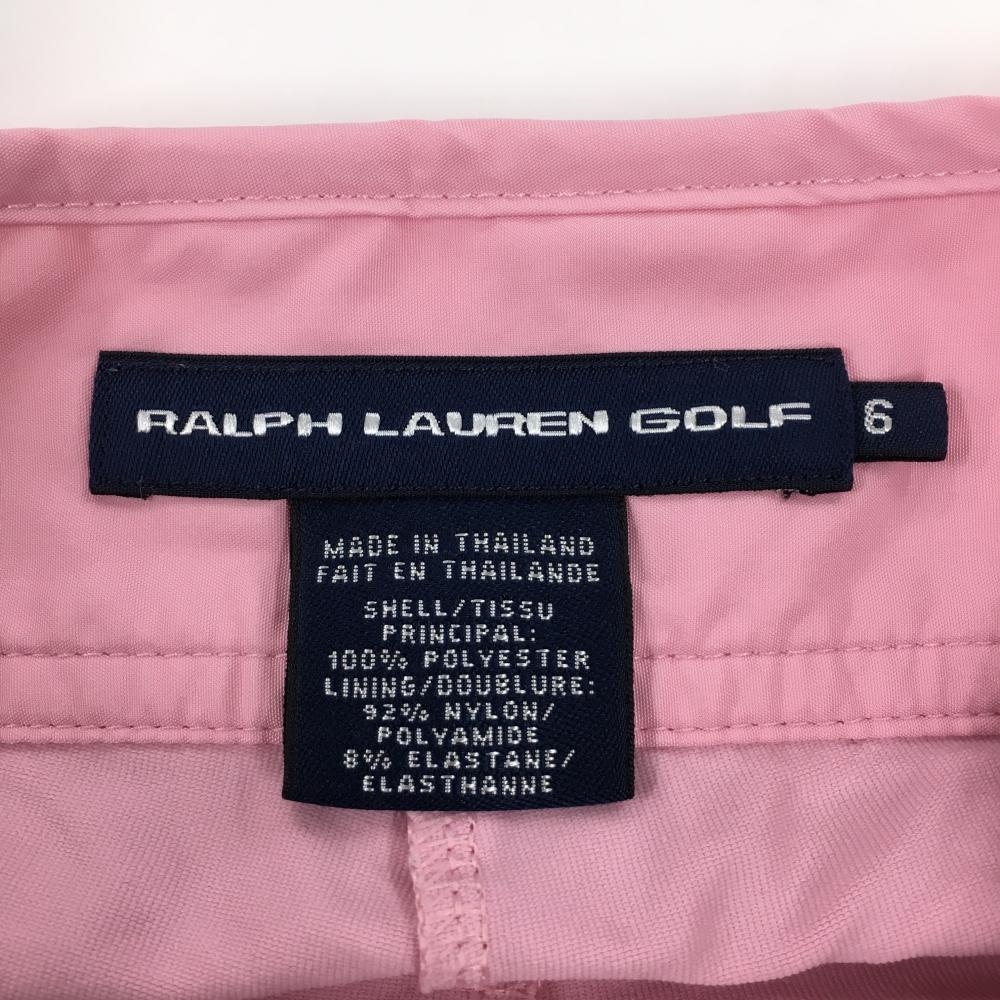 RALPH LAUREN GOLF
6
MADE IN THAILAND
FAIT EN THAILANDE
SHELL/TISSU
PRINCIPAL:
100% POLYESTER
LINING/DOUBLURE:
92% NYLON/
POLYAMIDE
8% ELASTANE/
ELASTHANNE